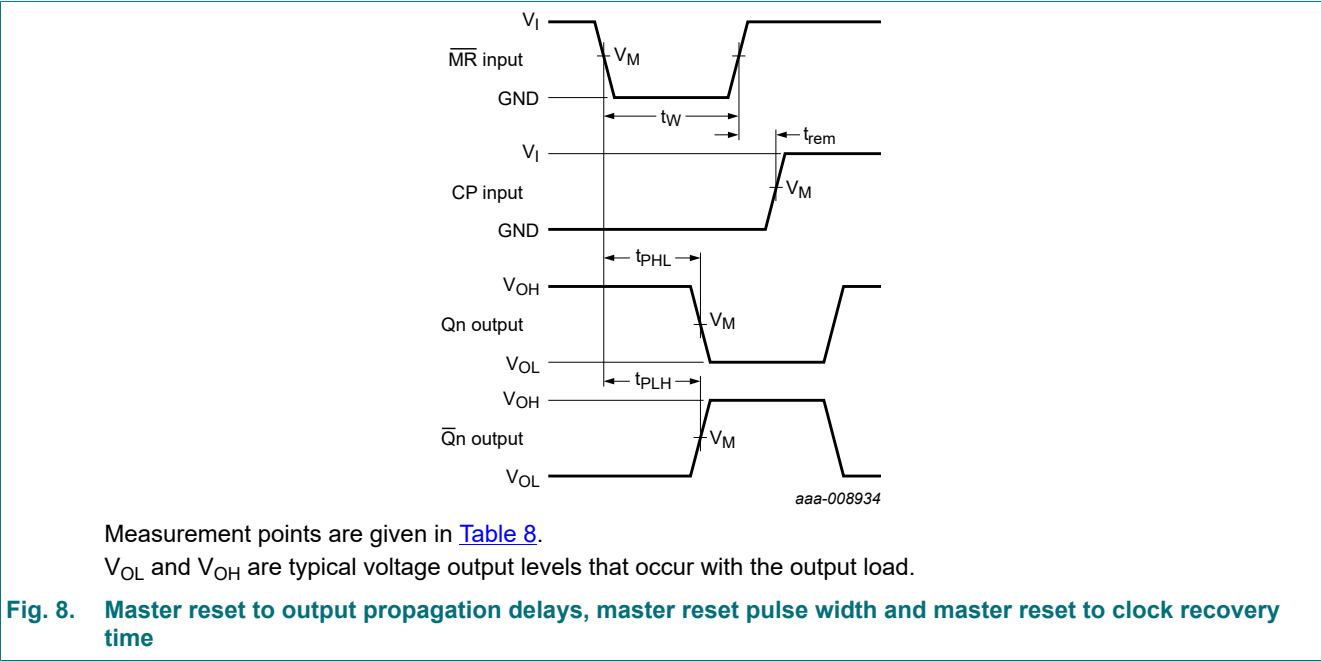 V_I
M̅R̅ input
V_M
GND
t_W
t_rem
V_I
CP input
V_M
GND
t_PHL
V_OH
Qn output
V_M
V_OL
t_PLH
V_OH
Q̅n output
V_M
V_OL
aaa-008934
Measurement points are given in Table 8.
V_OL and V_OH are typical voltage output levels that occur with the output load.
Fig. 8. Master reset to output propagation delays, master reset pulse width and master reset to clock recovery
time